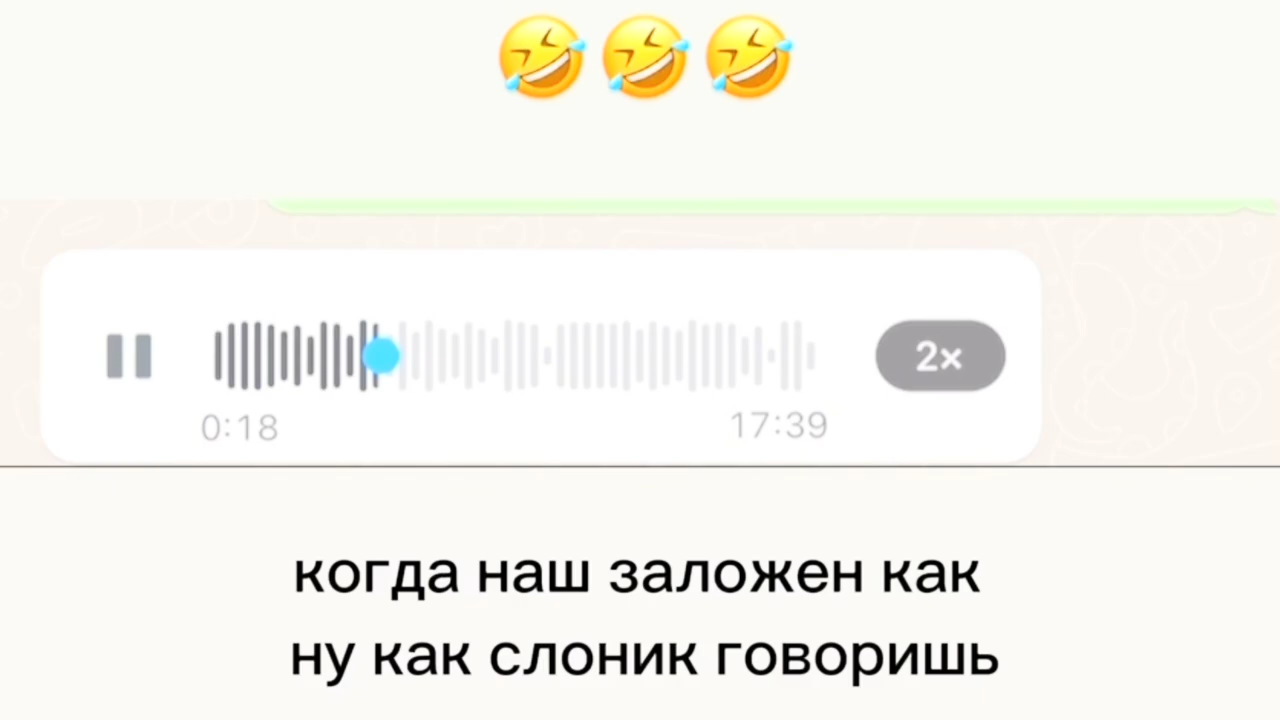 🤣🤣🤣
2×
0:18 17:39
когда наш заложен как
ну как слоник говоришь